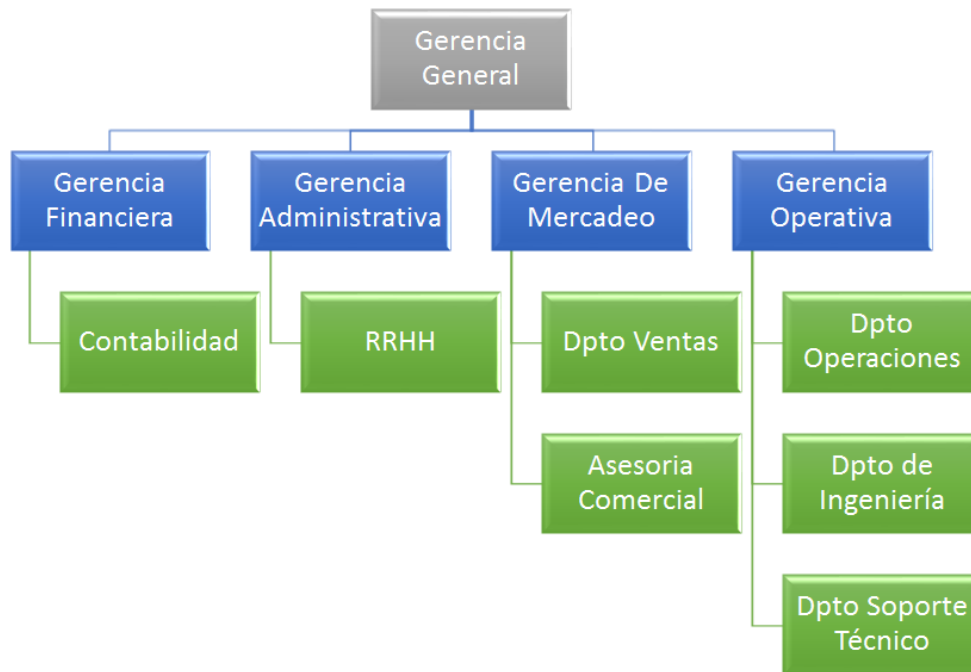 Gerencia
General
Gerencia
Financiera
Gerencia
Administrativa
Gerencia De
Mercadeo
Gerencia
Operativa
Contabilidad
RRHH
Dpto Ventas
Dpto
Operaciones
Asesoria
Comercial
Dpto de
Ingeniería
Dpto Soporte
Técnico